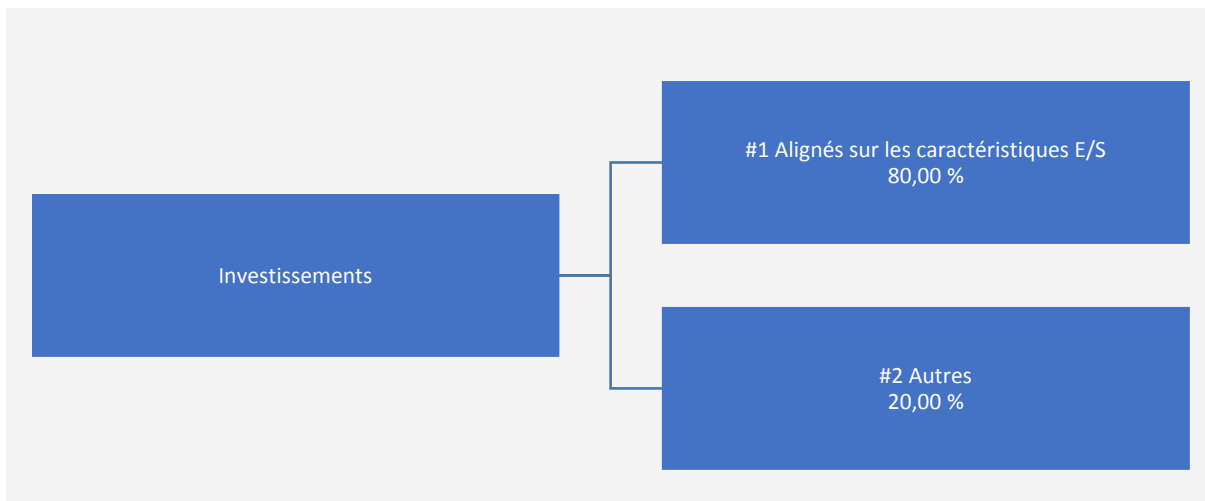 #1 Alignés sur les caractéristiques E/S
80,00 %
Investissements
#2 Autres
20,00 %